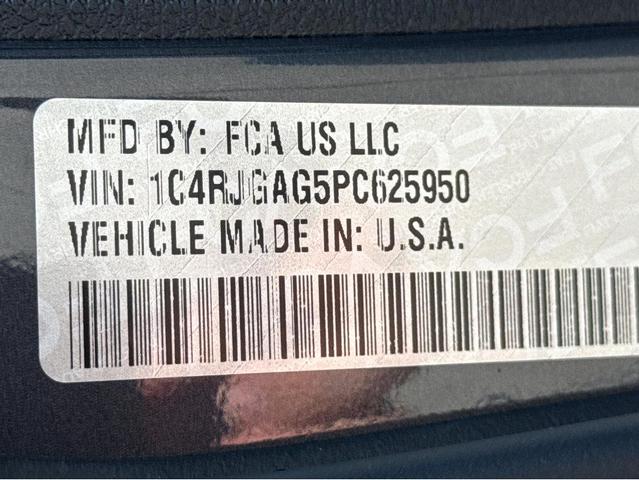 MFD BY: FCA US LLC
VIN: 1C4RJGAG5PC625950
VEHICLE MADE IN: U.S.A.